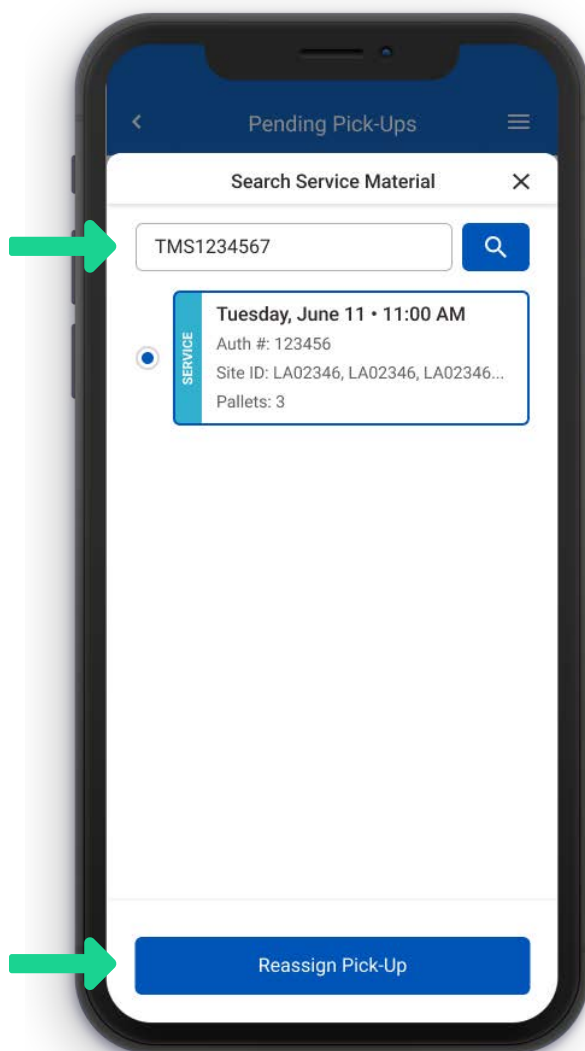 Pending Pick-Ups
Search Service Material
TMS1234567
SERVICE
Tuesday, June 11 • 11:00 AM
Auth #: 123456
Site ID: LA02346, LA02346, LA02346...
Pallets: 3
Reassign Pick-Up